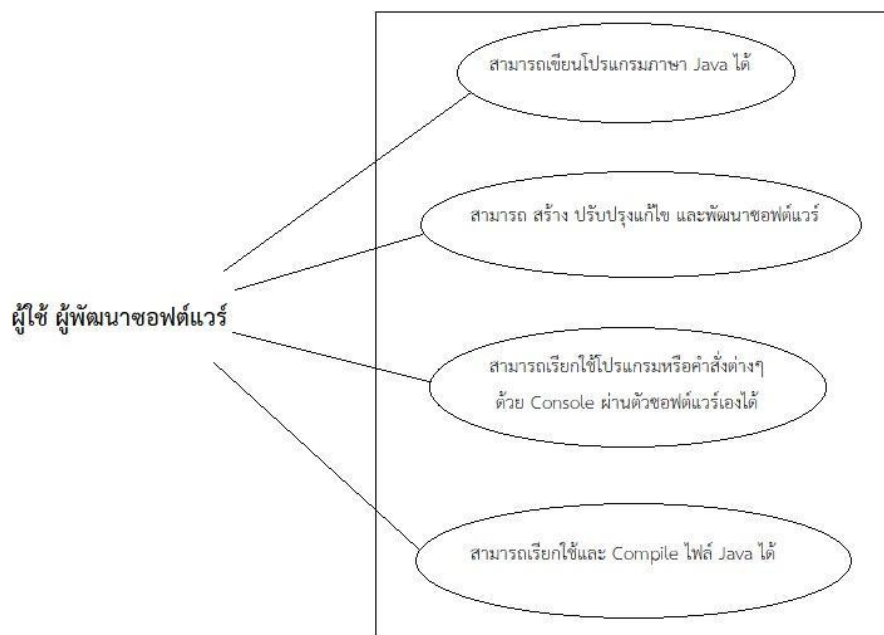 สามารถเขียนโปรแกรมภาษา Java ได้
สามารถ สร้าง ปรับปรุงแก้ไข และพัฒนาซอฟต์แวร์
ผู้ใช้ ผู้พัฒนาซอฟต์แวร์
สามารถเรียกใช้โปรแกรมหรือคำสั่งต่างๆ
ด้วย Console ผ่านตัวซอฟต์แวร์เองได้
สามารถเรียกใช้และ Compile ไฟล์ Java ได้